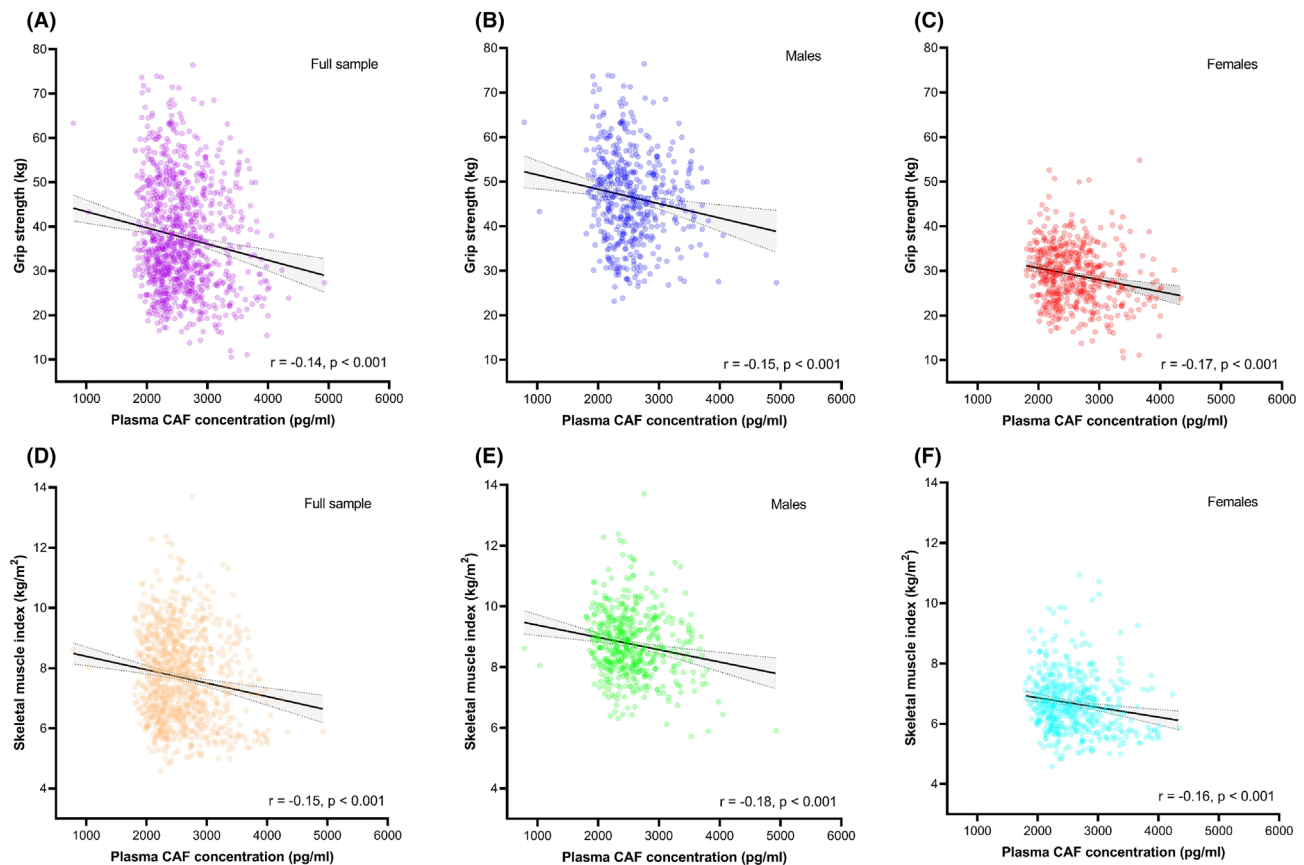 (A)
Full sample
Grip strength (kg)
80
70
60
50
40
30
20
10
r = -0.14, p < 0.001
1000 2000 3000 4000 5000 6000
Plasma CAF concentration (pg/ml)
(B)
Males
Grip strength (kg)
80
70
60
50
40
30
20
10
r = -0.15, p < 0.001
1000 2000 3000 4000 5000 6000
Plasma CAF concentration (pg/ml)
(C)
Females
Grip strength (kg)
80
70
60
50
40
30
20
10
r = -0.17, p < 0.001
1000 2000 3000 4000 5000 6000
Plasma CAF concentration (pg/ml)
(D)
Full sample
Skeletal muscle index (kg/m²)
14
12
10
8
6
4
r = -0.15, p < 0.001
1000 2000 3000 4000 5000 6000
Plasma CAF concentration (pg/ml)
(E)
Males
Skeletal muscle index (kg/m²)
14
12
10
8
6
4
r = -0.18, p < 0.001
1000 2000 3000 4000 5000 6000
Plasma CAF concentration (pg/ml)
(F)
Females
Skeletal muscle index (kg/m²)
14
12
10
8
6
4
r = -0.16, p < 0.001
1000 2000 3000 4000 5000 6000
Plasma CAF concentration (pg/ml)